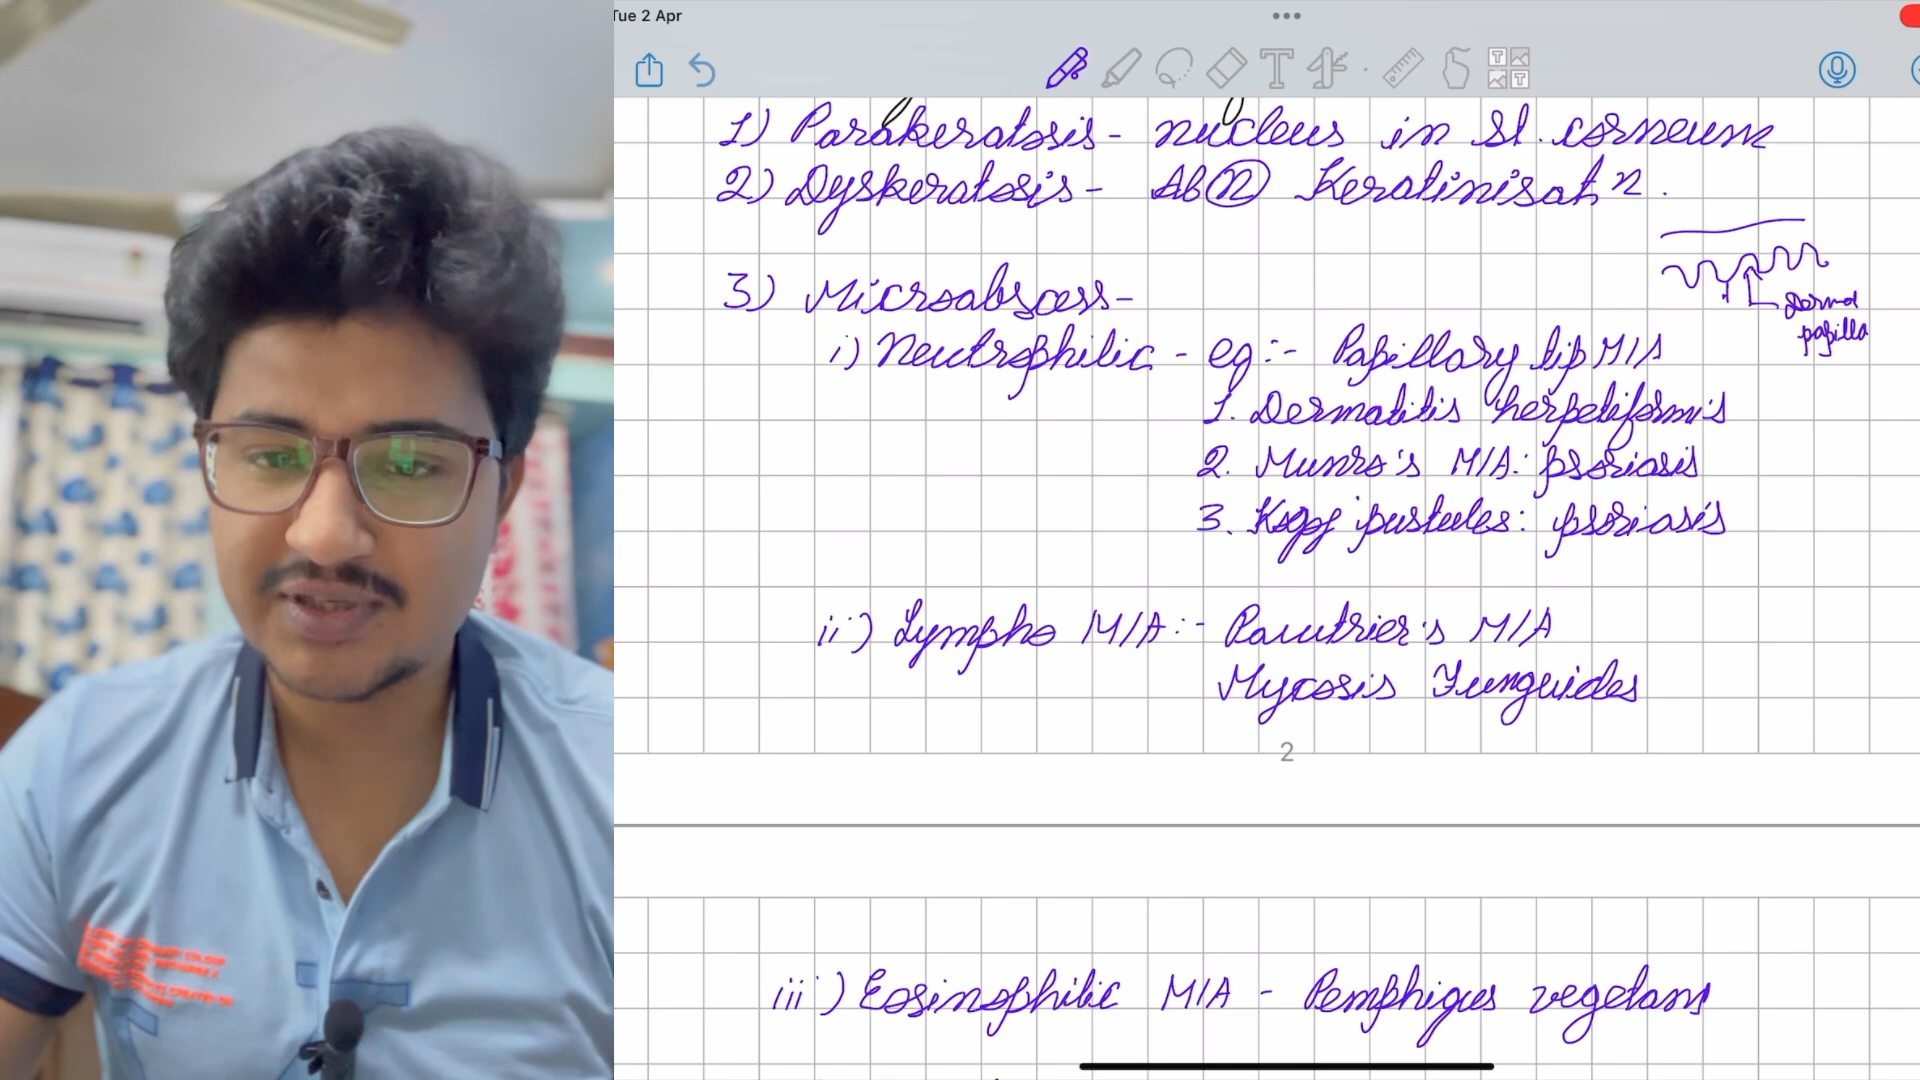 Tue 2 Apr
1) Parakeratosis - nucleus in St. corneum
2) Dyskeratosis - Ab(n) Keratinisatn.
3) Microabscess -
Dermal
papilla
i) Neutrophilic - eg:- Papillary tip M/A
1. Dermatitis herpetiformis
2. Munro's M/A: psoriasis
3. Kogoj pustules: psoriasis
ii) Lympho M/A:- Pautrier's M/A
Mycosis Funguides
2
iii) Eosinophilic M/A - Pemphigus vegetans